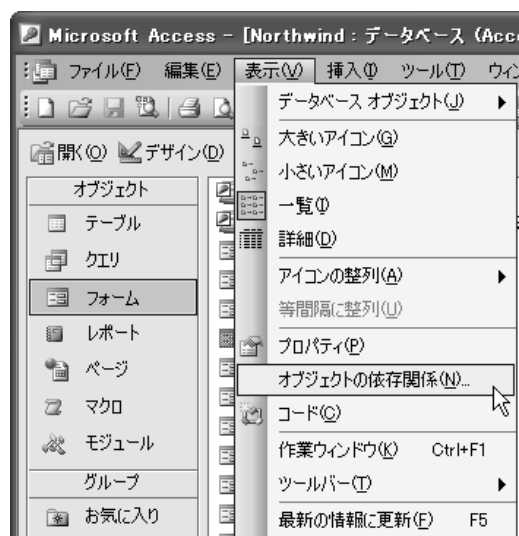 Microsoft Access - [Northwind : データベース (Acc
ファイル(F) 編集(E) 表示(V) 挿入(I) ツール(T) ウィン
開く(O) デザイン(D)
オブジェクト
テーブル
クエリ
フォーム
レポート
ページ
マクロ
モジュール
グループ
お気に入り
データベース オブジェクト(J)
大きいアイコン(G)
小さいアイコン(M)
一覧(I)
詳細(D)
アイコンの整列(A)
等間隔に整列(U)
プロパティ(P)
オブジェクトの依存関係(N)...
コード(C)
作業ウィンドウ(K) Ctrl+F1
ツールバー(T)
最新の情報に更新(F) F5